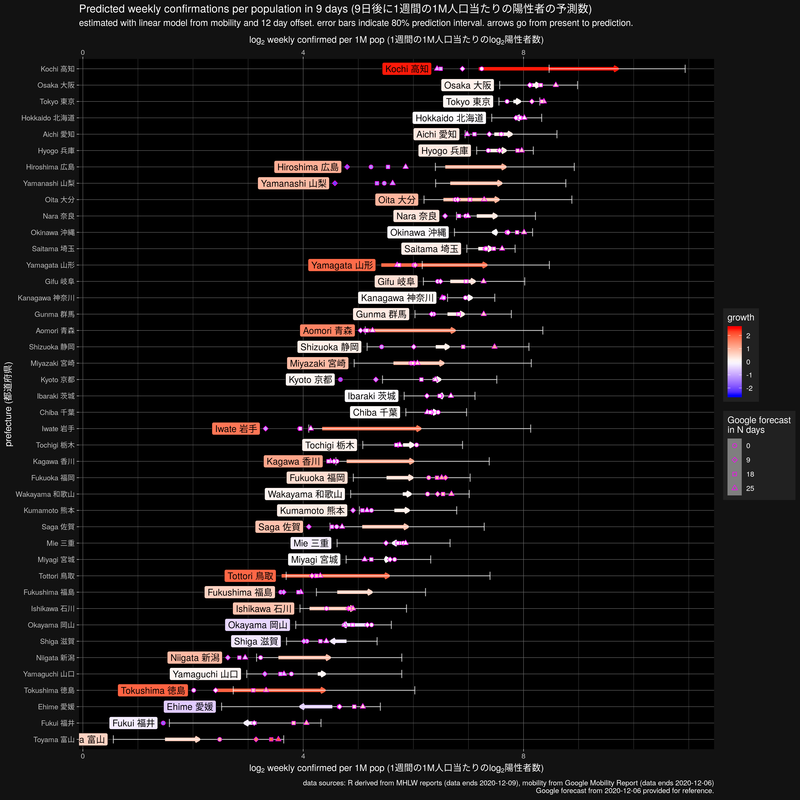 Predicted weekly confirmations per population in 9 days (9日後に1週間の1M人口当たりの陽性者の予測数)
estimated with linear model from mobility and 12 day offset. error bars indicate 80% prediction interval. arrows go from present to prediction.
log2 weekly confirmed per 1M pop (1週間の1M人口当たりのlog2陽性者数)
0 4 8
Kochi 高知 Kochi 高知
Osaka 大阪 Osaka 大阪
Tokyo 東京 Tokyo 東京
Hokkaido 北海道 Hokkaido 北海道
Aichi 愛知 Aichi 愛知
Hyogo 兵庫 Hyogo 兵庫
Hiroshima 広島 Hiroshima 広島
Yamanashi 山梨 Yamanashi 山梨
Oita 大分 Oita 大分
Nara 奈良 Nara 奈良
Okinawa 沖縄 Okinawa 沖縄
Saitama 埼玉 Saitama 埼玉
Yamagata 山形 Yamagata 山形
Gifu 岐阜 Gifu 岐阜
Kanagawa 神奈川 Kanagawa 神奈川
Gunma 群馬 Gunma 群馬
Aomori 青森 Aomori 青森
Shizuoka 静岡 Shizuoka 静岡
Miyazaki 宮崎 Miyazaki 宮崎
Kyoto 京都 Kyoto 京都
Ibaraki 茨城 Ibaraki 茨城
Chiba 千葉 Chiba 千葉
Iwate 岩手 Iwate 岩手
Tochigi 栃木 Tochigi 栃木
Kagawa 香川 Kagawa 香川
Fukuoka 福岡 Fukuoka 福岡
Wakayama 和歌山 Wakayama 和歌山
Kumamoto 熊本 Kumamoto 熊本
Saga 佐賀 Saga 佐賀
Mie 三重 Mie 三重
Miyagi 宮城 Miyagi 宮城
Tottori 鳥取 Tottori 鳥取
Fukushima 福島 Fukushima 福島
Ishikawa 石川 Ishikawa 石川
Okayama 岡山 Okayama 岡山
Shiga 滋賀 Shiga 滋賀
Niigata 新潟 Niigata 新潟
Yamaguchi 山口 Yamaguchi 山口
Tokushima 徳島 Tokushima 徳島
Ehime 愛媛 Ehime 愛媛
Fukui 福井 Fukui 福井
Toyama 富山 a 富山
prefecture (都道府県)
0 4 8
log2 weekly confirmed per 1M pop (1週間の1M人口当たりのlog2陽性者数)
growth
2
1
0
-1
-2
Google forecast
in N days
0
9
18
25
data sources: R derived from MHLW reports (data ends 2020-12-09), mobility from Google Mobility Report (data ends 2020-12-06)
Google forecast from 2020-12-06 provided for reference.